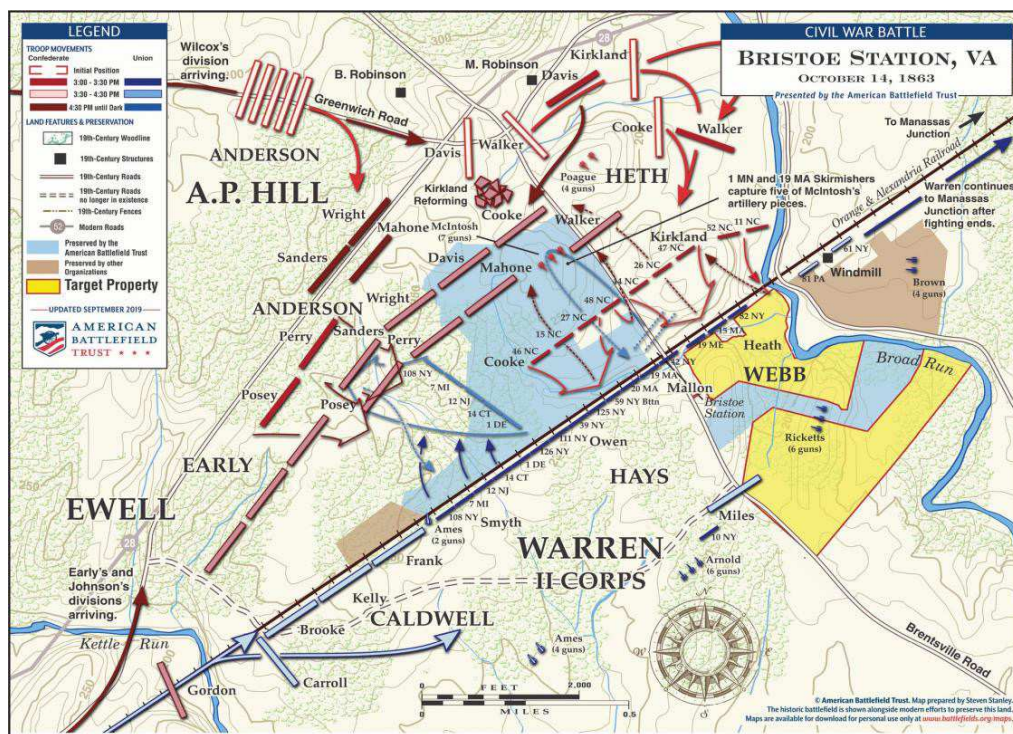 LEGEND
TROOP MOVEMENTS
Confederate Union
Initial Position
3:00 - 3:30 PM
3:30 - 4:30 PM
4:30 PM until Dark
LAND FEATURES & PRESERVATION
19th-Century Woodline
19th-Century Structures
19th-Century Roads
19th-Century Roads
no longer in existence
19th-Century Fences
Modern Roads
Preserved by the
American Battlefield Trust
Preserved by other
Organizations
Target Property
UPDATED SEPTEMBER 2019
AMERICAN
BATTLEFIELD
TRUST
CIVIL WAR BATTLE
BRISTOE STATION, VA
OCTOBER 14, 1863
Presented by the American Battlefield Trust
Wilcox's
division
arriving.
B. Robinson
M. Robinson
28
Kirkland
Davis
Greenwich Road
Cooke
Walker
To Manassas
Junction
ANDERSON
A.P. HILL
Davis
Walker
Poague
(4 guns)
HETH
1 MN and 19 MA Skirmishers
capture five of McIntosh's
artillery pieces.
Orange & Alexandria Railroad
Warren continues
to Manassas
Junction after
fighting ends.
Kirkland
Reforming
Wright
Mahone
Cooke
McIntosh
(7 guns)
Walker
Kirkland
11 NC
52 NC
47 NC
26 NC
44 NC
Sanders
Davis
Mahone
61 NY
81 PA
Windmill
Brown
(4 guns)
ANDERSON
Wright
48 NC
27 NC
15 NC
46 NC
Cooke
Perry
Sanders
Perry
82 NY
15 MA
19 ME
42 NY
19 MA
20 MA
59 NY Bttn
125 NY
39 NY
111 NY
126 NY
1 DE
14 CT
12 NJ
7 MI
108 NY
Heath
WEBB
Mallon
Bristoe
Station
Broad Run
Ricketts
(6 guns)
108 NY
7 MI
12 NJ
14 CT
1 DE
Posey
Posey
Owen
EARLY
HAYS
EWELL
Smyth
Ames
(2 guns)
Miles
10 NY
Frank
WARREN
II CORPS
Arnold
(6 guns)
28
Early's and
Johnson's
divisions
arriving.
Kelly
CALDWELL
Brooke
Kettle Run
Gordon
Carroll
Ames
(4 guns)
Brentsville Road
N
E
S
W
FEET
2,000
MILES
0.5
© American Battlefield Trust. Map prepared by Steven Stanley.
The historic battlefield is shown alongside modern efforts to preserve this land.
Maps are available for download for personal use only at www.battlefields.org/maps.